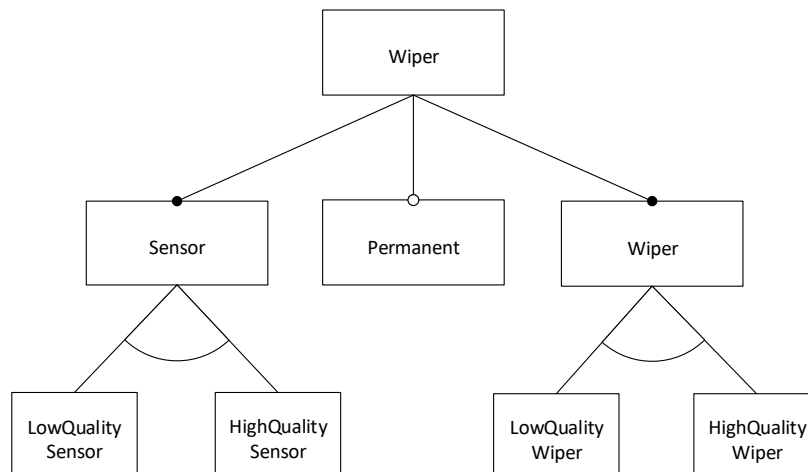 Wiper
Sensor
Permanent
Wiper
LowQuality
Sensor
HighQuality
Sensor
LowQuality
Wiper
HighQuality
Wiper